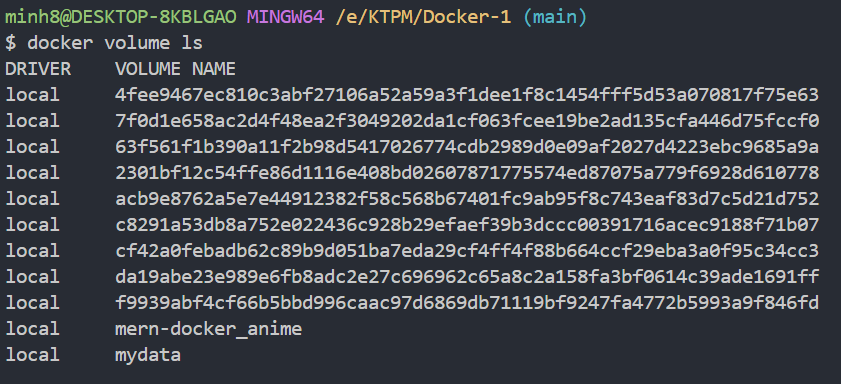 minh8@DESKTOP-8KBLGAO MINGW64 /e/KTPM/Docker-1 (main)
$ docker volume ls
DRIVER    VOLUME NAME
local     4fee9467ec810c3abf27106a52a59a3f1dee1f8c1454fff5d53a070817f75e63
local     7f0d1e658ac2d4f48ea2f3049202da1cf063fcee19be2ad135cfa446d75fccf0
local     63f561f1b390a11f2b98d5417026774cdb2989d0e09af2027d4223ebc9685a9a
local     2301bf12c54ffe86d1116e408bd02607871775574ed87075a779f6928d610778
local     acb9e8762a5e7e44912382f58c568b67401fc9ab95f8c743eaf83d7c5d21d752
local     c8291a53db8a752e022436c928b29efaef39b3dccc00391716acec9188f71b07
local     cf42a0febadb62c89b9d051ba7eda29cf4ff4f88b664ccf29eba3a0f95c34cc3
local     da19abe23e989e6fb8adc2e27c696962c65a8c2a158fa3bf0614c39ade1691ff
local     f9939abf4cf66b5bbd996caac97d6869db71119bf9247fa4772b5993a9f846fd
local     mern-docker_anime
local     mydata